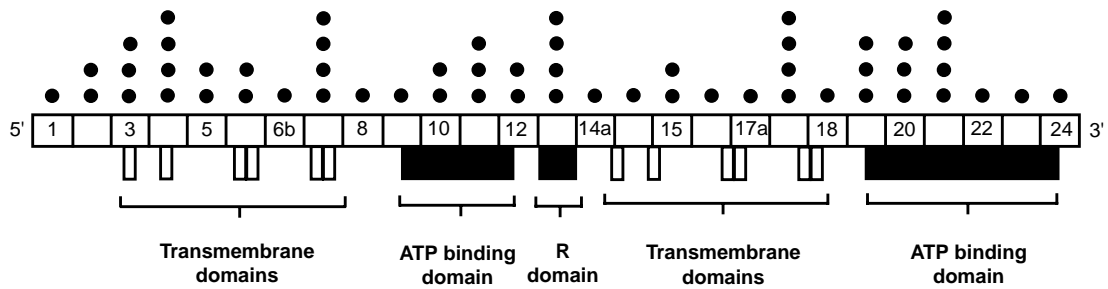 5' 1 3 5 6b 8 10 12 14a 15 17a 18 20 22 24 3'
Transmembrane domains
ATP binding domain
R domain
Transmembrane domains
ATP binding domain